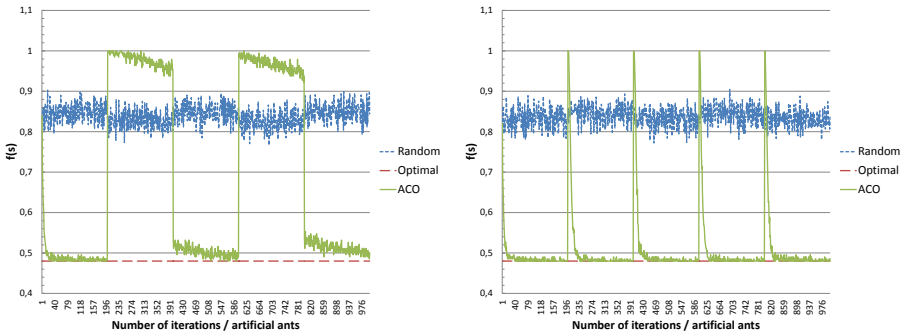 1,1
1
0,9
0,8
0,7
0,6
0,5
0,4
f(s)
1 40 79 118 157 196 235 274 313 352 391 430 469 508 547 586 625 664 703 742 781 820 898 937 976
Number of iterations / artificial ants
Random
Optimal
ACO
1,1
1
0,9
0,8
0,7
0,6
0,5
0,4
f(s)
1 40 79 118 157 196 235 274 313 352 391 430 469 508 547 586 625 664 703 742 781 820 859 898 937 976
Number of iterations / artificial ants
Random
Optimal
ACO